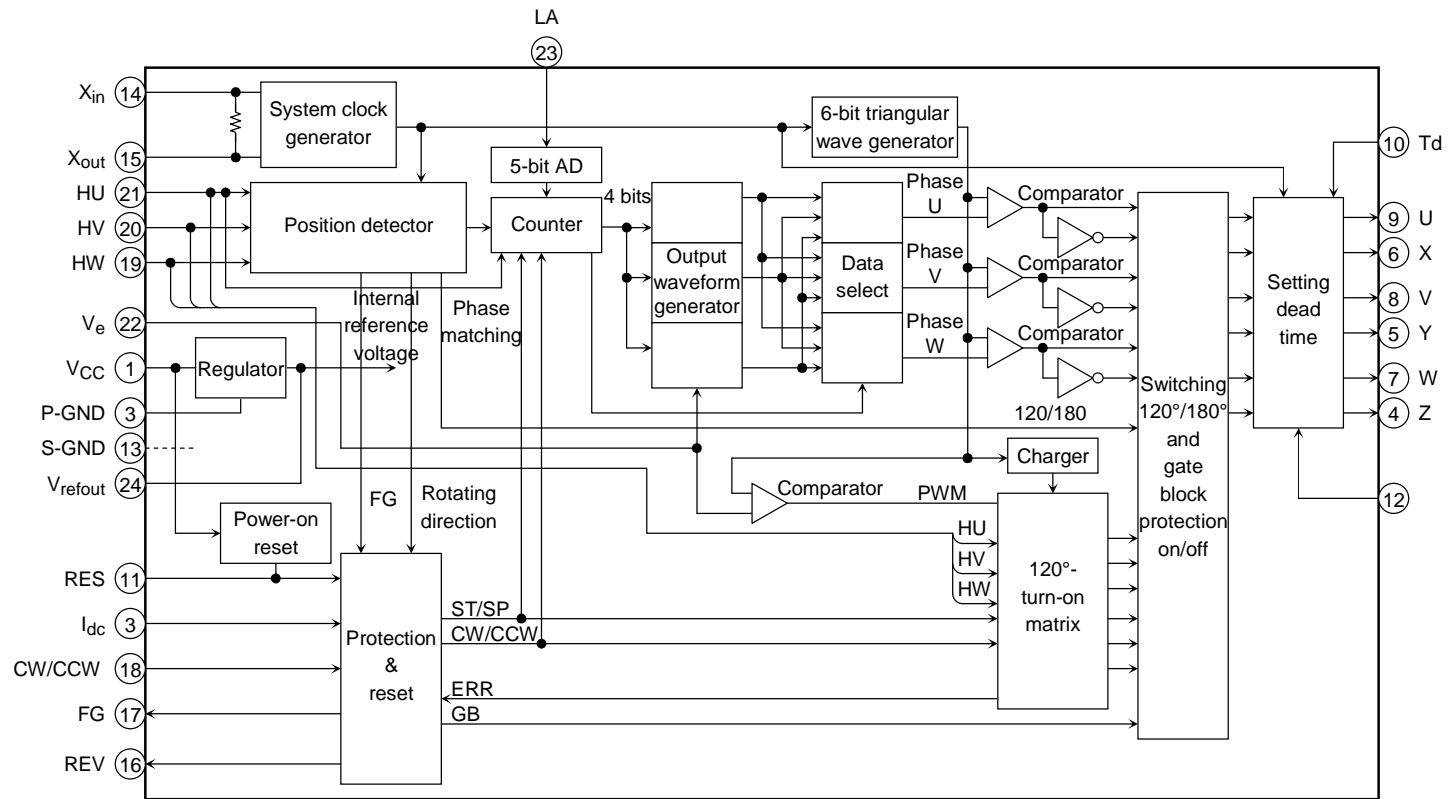 LA
23
Xin 14
Xout 15
System clock
generator
6-bit triangular
wave generator
10 Td
5-bit AD
HU 21
HV 20
HW 19
Position detector
Counter
4 bits
Output
waveform
generator
Data
select
Phase
U
Phase
V
Phase
W
Comparator
Comparator
Comparator
Setting
dead
time
9 U
6 X
8 V
5 Y
7 W
4 Z
12
Internal
reference
voltage
Phase
matching
Ve 22
VCC 1
Regulator
P-GND 3
S-GND 13
Vrefout 24
120/180
Switching
120°/180°
and
gate
block
protection
on/off
Charger
Comparator
PWM
FG
Rotating
direction
Power-on
reset
HU
HV
HW
120°-
turn-on
matrix
RES 11
Idc 3
CW/CCW 18
FG 17
REV 16
Protection
&
reset
ST/SP
CW/CCW
ERR
GB